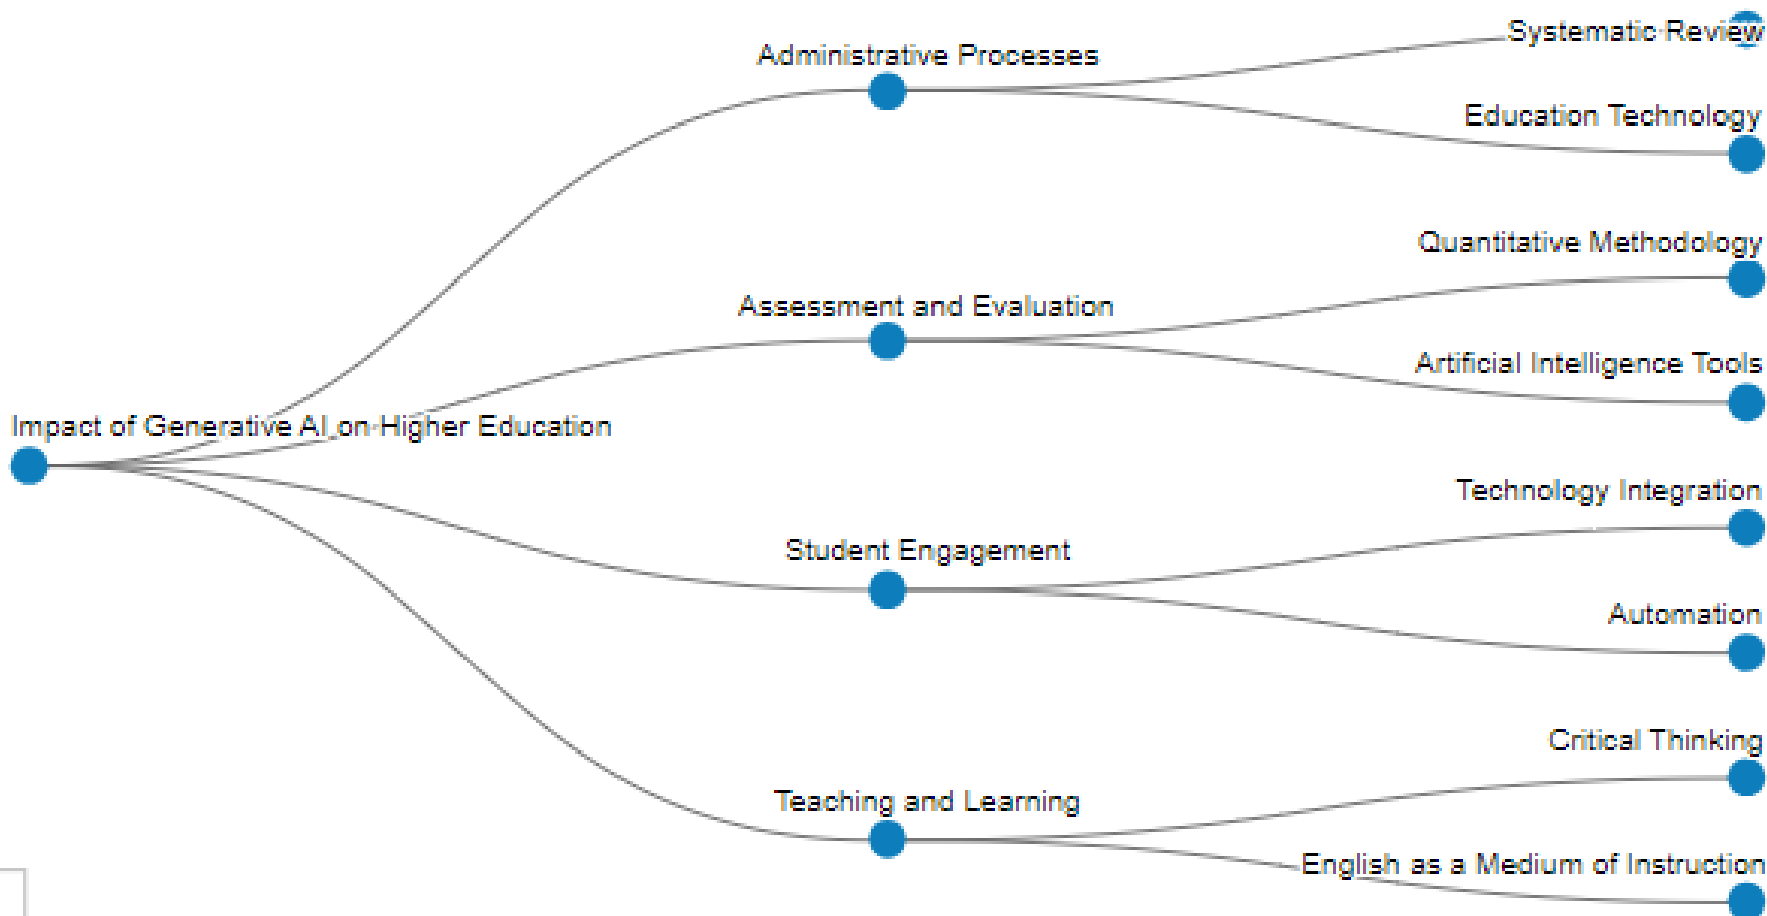 Systematic Review
Administrative Processes
Education Technology
Quantitative Methodology
Assessment and Evaluation
Artificial Intelligence Tools
Impact of Generative AI on Higher Education
Technology Integration
Student Engagement
Automation
Critical Thinking
Teaching and Learning
English as a Medium of Instruction